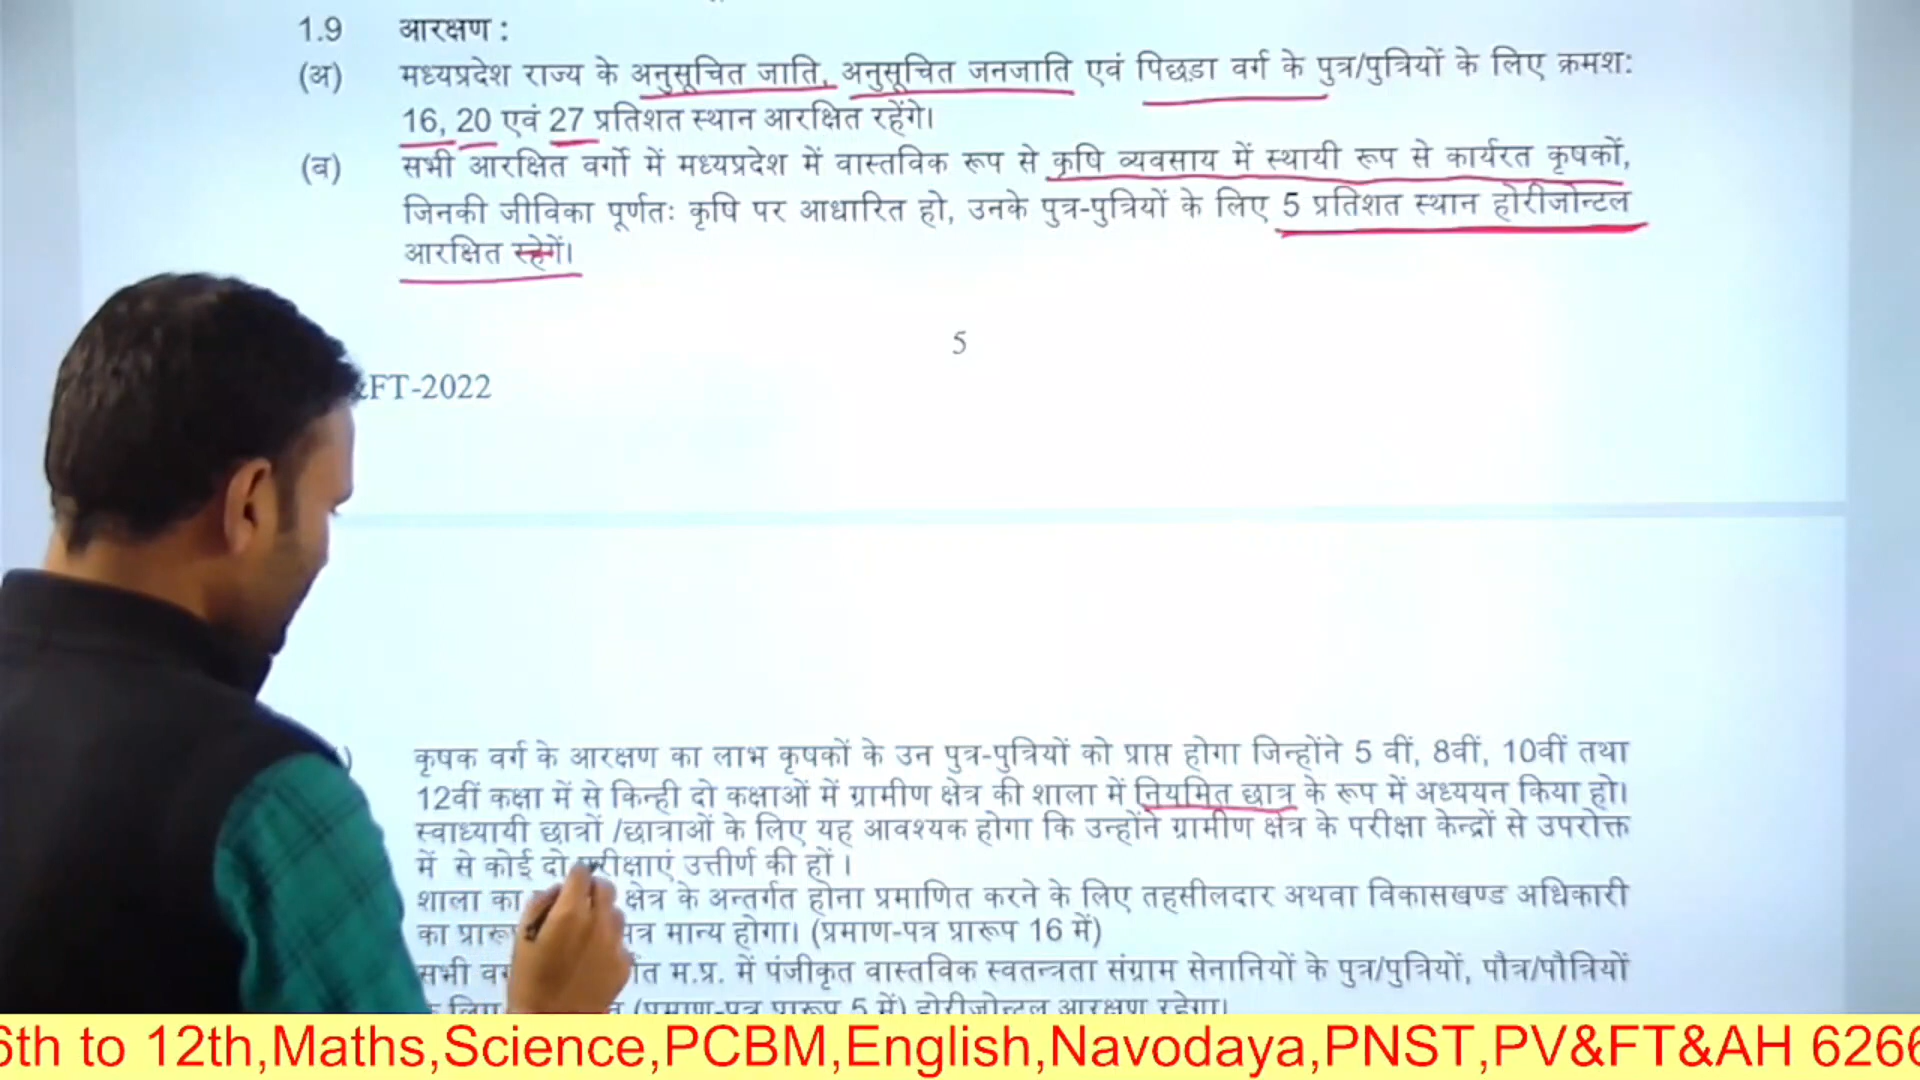 1.9 आरक्षण :
(अ) मध्यप्रदेश राज्य के अनुसूचित जाति, अनुसूचित जनजाति एवं पिछड़ा वर्ग के पुत्र/पुत्रियों के लिए क्रमश:
16, 20 एवं 27 प्रतिशत स्थान आरक्षित रहेंगे।
(ब) सभी आरक्षित वर्गो में मध्यप्रदेश में वास्तविक रूप से कृषि व्यवसाय में स्थायी रूप से कार्यरत कृषकों,
जिनकी जीविका पूर्णतः कृषि पर आधारित हो, उनके पुत्र-पुत्रियों के लिए 5 प्रतिशत स्थान होरीजोन्टल
आरक्षित रहेगें।
5
&FT-2022
कृषक वर्ग के आरक्षण का लाभ कृषकों के उन पुत्र-पुत्रियों को प्राप्त होगा जिन्होंने 5 वीं, 8वीं, 10वीं तथा
12वीं कक्षा में से किन्ही दो कक्षाओं में ग्रामीण क्षेत्र की शाला में नियमित छात्र के रूप में अध्ययन किया हो।
स्वाध्यायी छात्रों /छात्राओं के लिए यह आवश्यक होगा कि उन्होंने ग्रामीण क्षेत्र के परीक्षा केन्द्रों से उपरोक्त
में से कोई दो परीक्षाएं उत्तीर्ण की हों ।
शाला का क्षेत्र के अन्तर्गत होना प्रमाणित करने के लिए तहसीलदार अथवा विकासखण्ड अधिकारी
का मान्य होगा। (प्रमाण-पत्र प्रारूप 16 में)
सभी म.प्र. में पंजीकृत वास्तविक स्वतन्त्रता संग्राम सेनानियों के पुत्र/पुत्रियों, पौत्र/पौत्रियों
(प्रमाण-पत्र प्रारूप 5 में) होरीजोन्टल आरक्षण रहेगा।
6th to 12th,Maths,Science,PCBM,English,Navodaya,PNST,PV&FT&AH 6266